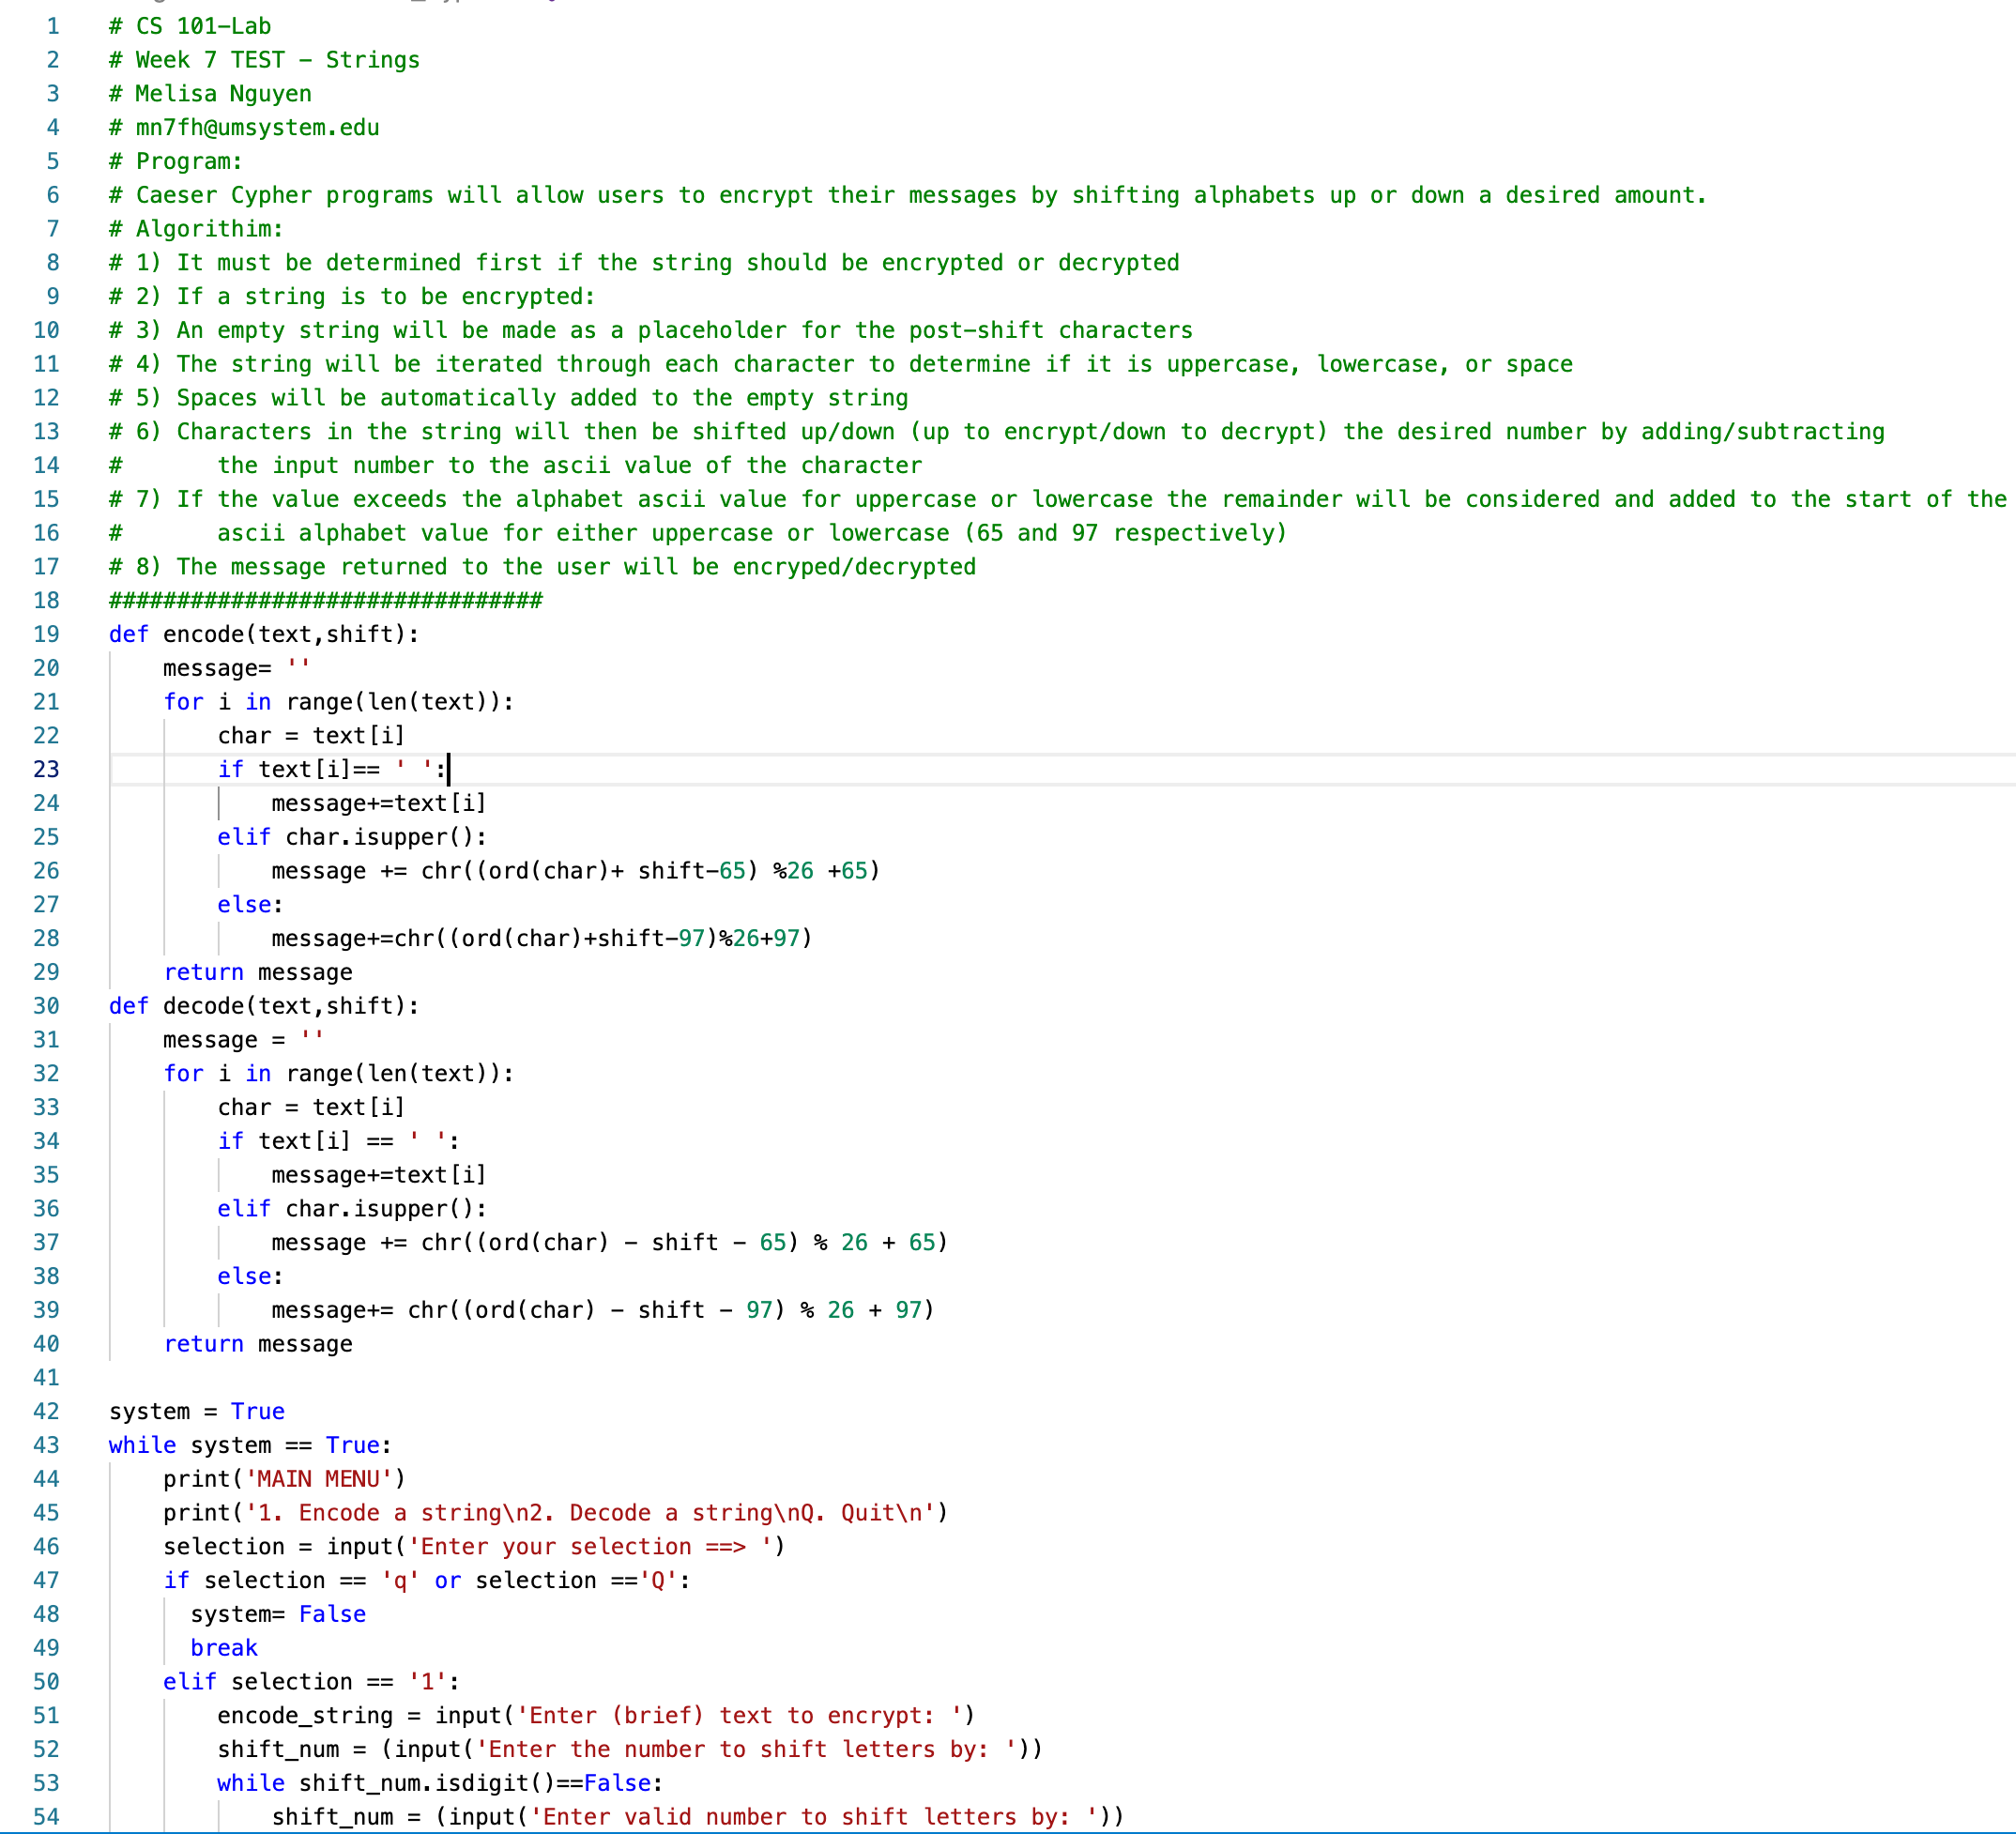 1 # CS 101-Lab
2 # Week 7 TEST - Strings
3 # Melisa Nguyen
4 # mn7fh@umsystem.edu
5 # Program:
6 # Caeser Cypher programs will allow users to encrypt their messages by shifting alphabets up or down a desired amount.
7 # Algorithim:
8 # 1) It must be determined first if the string should be encrypted or decrypted
9 # 2) If a string is to be encrypted:
10 # 3) An empty string will be made as a placeholder for the post-shift characters
11 # 4) The string will be iterated through each character to determine if it is uppercase, lowercase, or space
12 # 5) Spaces will be automatically added to the empty string
13 # 6) Characters in the string will then be shifted up/down (up to encrypt/down to decrypt) the desired number by adding/subtracting
14 #       the input number to the ascii value of the character
15 # 7) If the value exceeds the alphabet ascii value for uppercase or lowercase the remainder will be considered and added to the start of the
16 #       ascii alphabet value for either uppercase or lowercase (65 and 97 respectively)
17 # 8) The message returned to the user will be encryped/decrypted
18 ################################
19 def encode(text,shift):
20     message= ''
21     for i in range(len(text)):
22         char = text[i]
23         if text[i]== ' ':
24             message+=text[i]
25         elif char.isupper():
26             message += chr((ord(char)+ shift-65) %26 +65)
27         else:
28             message+=chr((ord(char)+shift-97)%26+97)
29     return message
30 def decode(text,shift):
31     message = ''
32     for i in range(len(text)):
33         char = text[i]
34         if text[i] == ' ':
35             message+=text[i]
36         elif char.isupper():
37             message += chr((ord(char) - shift - 65) % 26 + 65)
38         else:
39             message+= chr((ord(char) - shift - 97) % 26 + 97)
40     return message
41
42 system = True
43 while system == True:
44     print('MAIN MENU')
45     print('1. Encode a string\n2. Decode a string\nQ. Quit\n')
46     selection = input('Enter your selection ==> ')
47     if selection == 'q' or selection =='Q':
48       system= False
49       break
50     elif selection == '1':
51         encode_string = input('Enter (brief) text to encrypt: ')
52         shift_num = (input('Enter the number to shift letters by: '))
53         while shift_num.isdigit()==False:
54             shift_num = (input('Enter valid number to shift letters by: '))